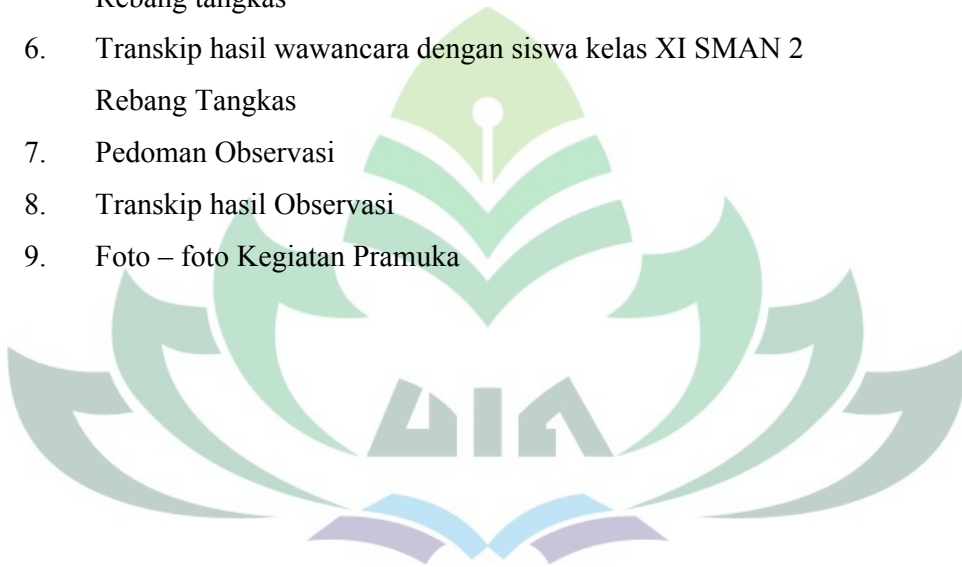 Rebang tangkas
6. Transkip hasil wawancara dengan siswa kelas XI SMAN 2
Rebang Tangkas
7. Pedoman Observasi
8. Transkip hasil Observasi
9. Foto – foto Kegiatan Pramuka
UIN